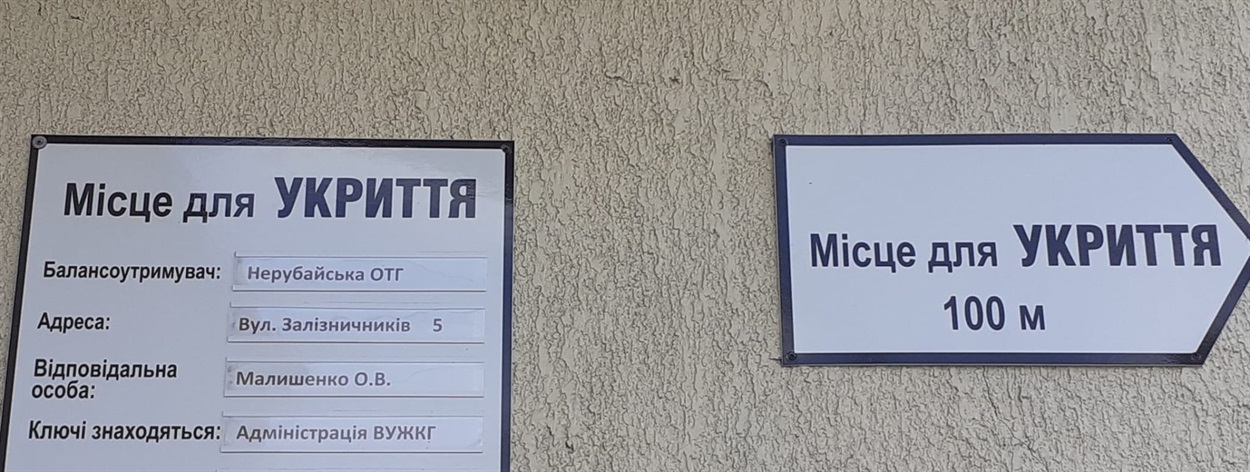 Місце для УКРИТТЯ
Балансоутримувач: Нерубайська ОТГ
Адреса: Вул. Залізничників 5
Відповідальна
особа: Малишенко О.В.
Ключі знаходяться: Адміністрація ВУЖКГ
Місце для УКРИТТЯ
100 м